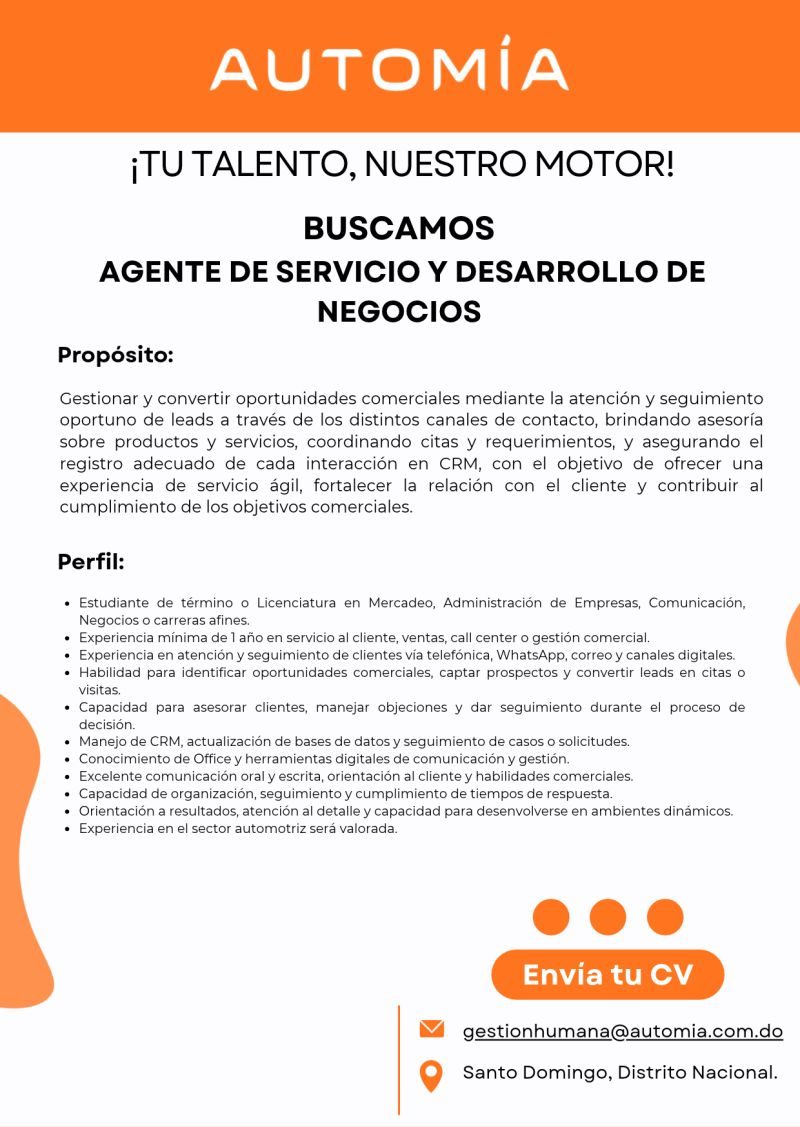 AUTOMÍA
¡TU TALENTO, NUESTRO MOTOR!
BUSCAMOS
AGENTE DE SERVICIO Y DESARROLLO DE
NEGOCIOS
Propósito:
Gestionar y convertir oportunidades comerciales mediante la atención y seguimiento
oportuno de leads a través de los distintos canales de contacto, brindando asesoría
sobre productos y servicios, coordinando citas y requerimientos, y asegurando el
registro adecuado de cada interacción en CRM, con el objetivo de ofrecer una
experiencia de servicio ágil, fortalecer la relación con el cliente y contribuir al
cumplimiento de los objetivos comerciales.
Perfil:
• Estudiante de término o Licenciatura en Mercadeo, Administración de Empresas, Comunicación,
Negocios o carreras afines.
• Experiencia mínima de 1 año en servicio al cliente, ventas, call center o gestión comercial.
• Experiencia en atención y seguimiento de clientes vía telefónica, WhatsApp, correo y canales digitales.
• Habilidad para identificar oportunidades comerciales, captar prospectos y convertir leads en citas o
visitas.
• Capacidad para asesorar clientes, manejar objeciones y dar seguimiento durante el proceso de
decisión.
• Manejo de CRM, actualización de bases de datos y seguimiento de casos o solicitudes.
• Conocimiento de Office y herramientas digitales de comunicación y gestión.
• Excelente comunicación oral y escrita, orientación al cliente y habilidades comerciales.
• Capacidad de organización, seguimiento y cumplimiento de tiempos de respuesta.
• Orientación a resultados, atención al detalle y capacidad para desenvolverse en ambientes dinámicos.
• Experiencia en el sector automotriz será valorada.
Envía tu CV
gestionhumana@automia.com.do
Santo Domingo, Distrito Nacional.